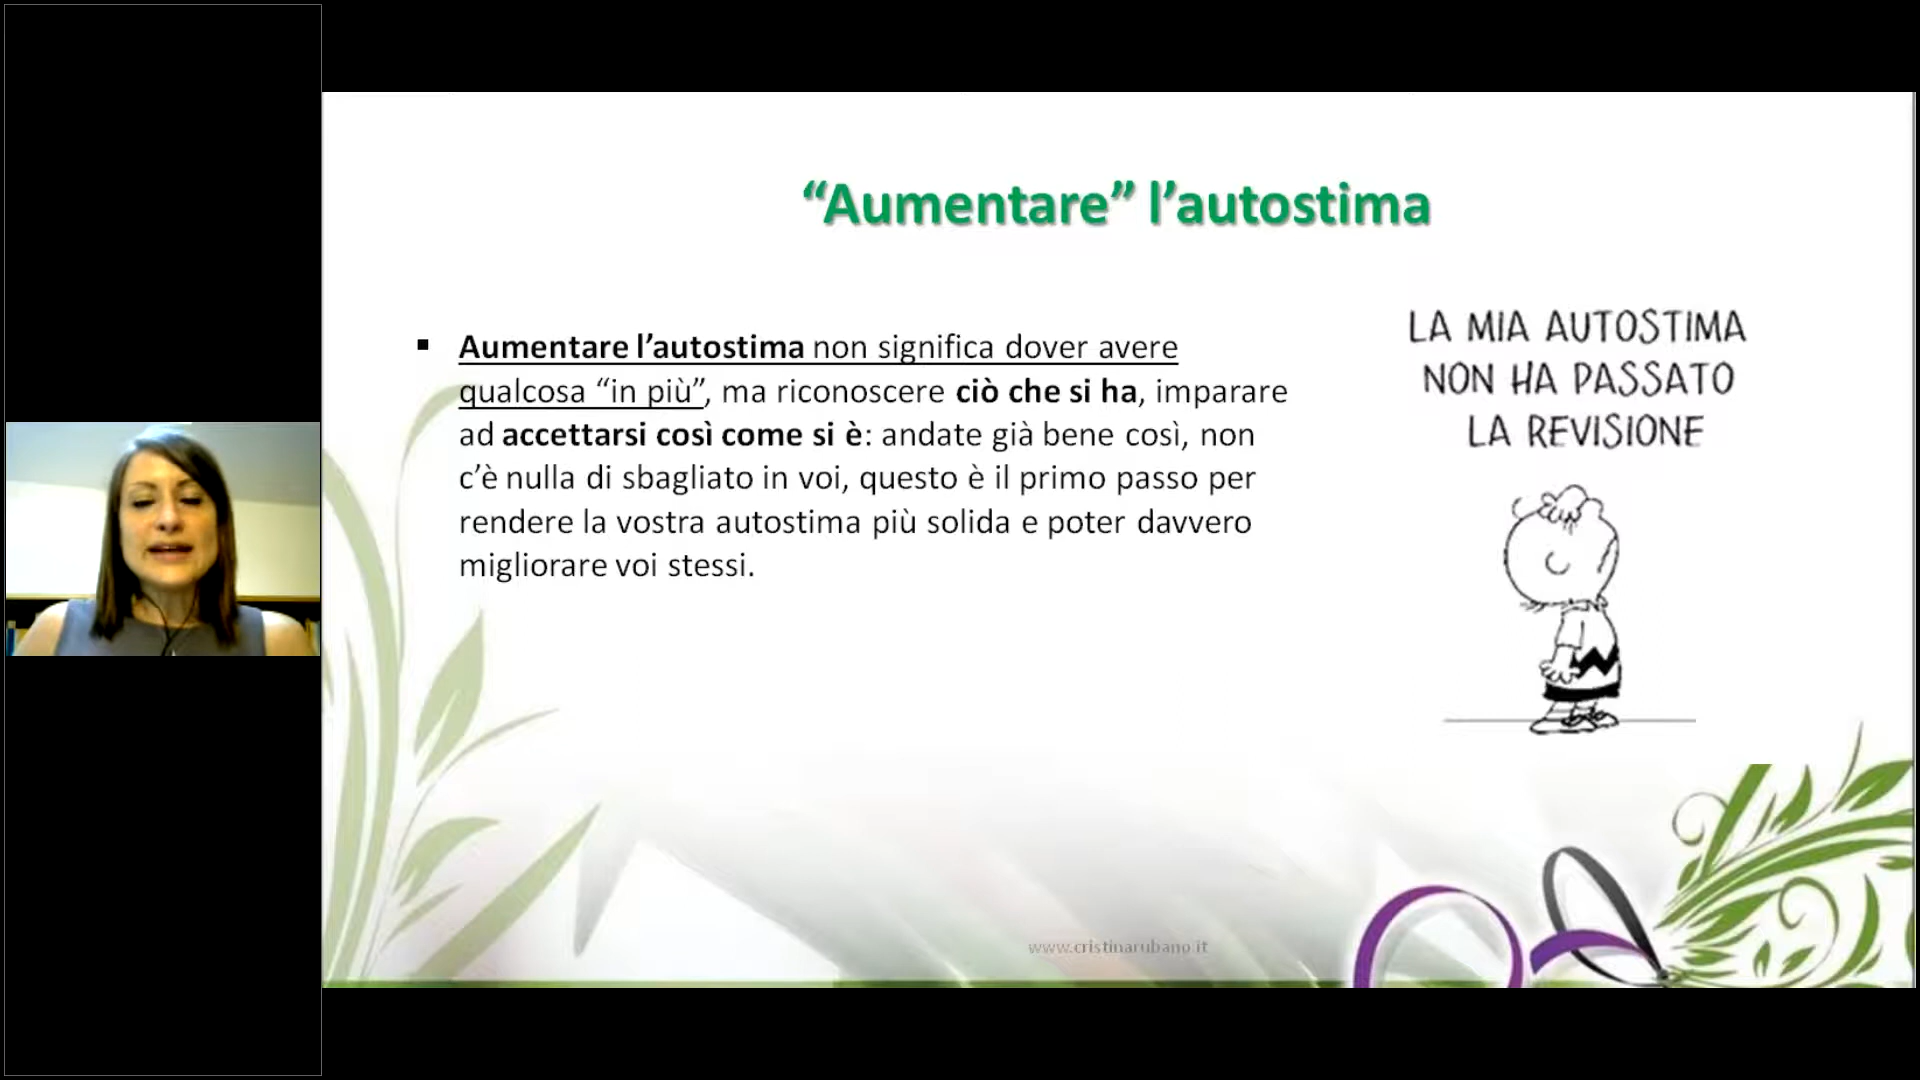 “Aumentare” l’autostima
▪ Aumentare l’autostima non significa dover avere
qualcosa “in più”, ma riconoscere ciò che si ha, imparare
ad accettarsi così come si è: andate già bene così, non
c’è nulla di sbagliato in voi, questo è il primo passo per
rendere la vostra autostima più solida e poter davvero
migliorare voi stessi.
LA MIA AUTOSTIMA
NON HA PASSATO
LA REVISIONE
www.cristinarubano.it